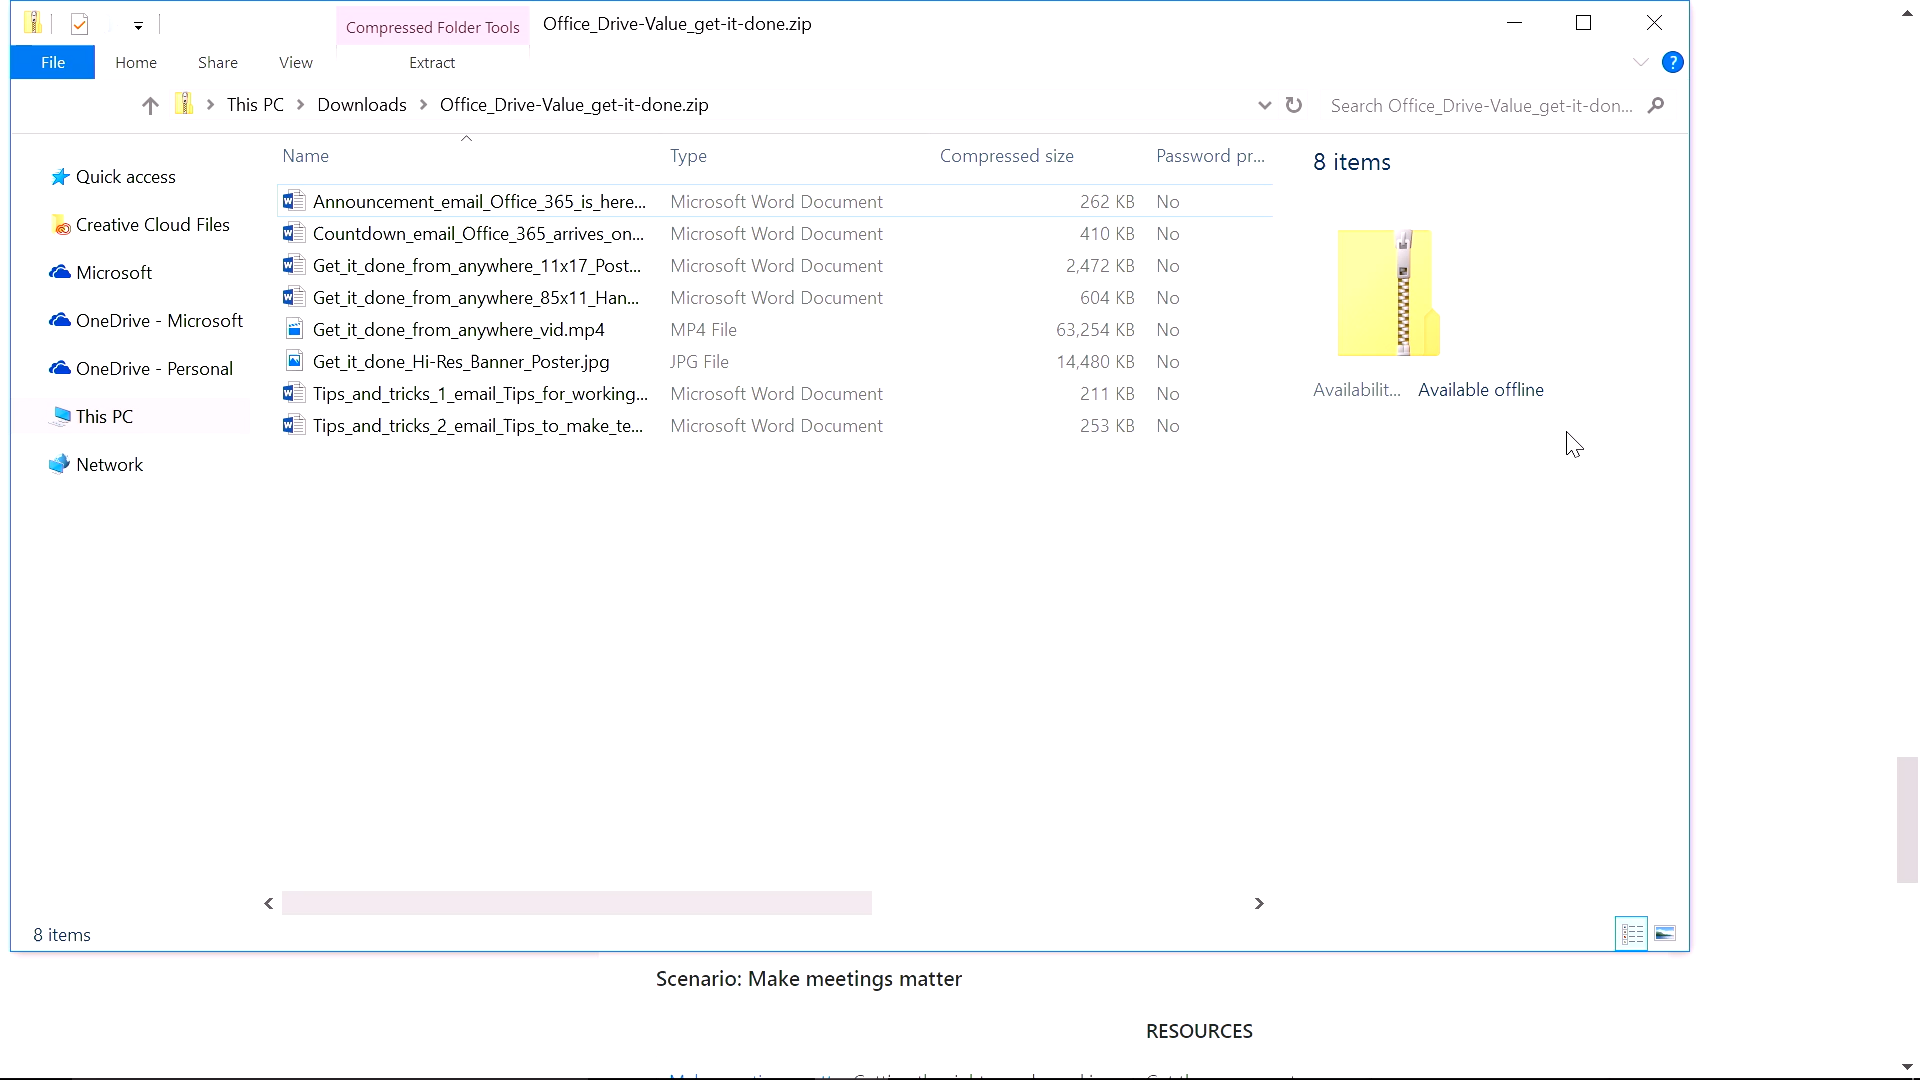 Compressed Folder Tools
Office_Drive-Value_get-it-done.zip
File
Home
Share
View
Extract
This PC
Downloads
Office_Drive-Value_get-it-done.zip
Search Office_Drive-Value_get-it-don...
Name
Type
Compressed size
Password pr...
8 items
Quick access
Creative Cloud Files
Microsoft
OneDrive - Microsoft
OneDrive - Personal
This PC
Network
Announcement_email_Office_365_is_here... Microsoft Word Document 262 KB No
Countdown_email_Office_365_arrives_on... Microsoft Word Document 410 KB No
Get_it_done_from_anywhere_11x17_Post... Microsoft Word Document 2,472 KB No
Get_it_done_from_anywhere_85x11_Han... Microsoft Word Document 604 KB No
Get_it_done_from_anywhere_vid.mp4 MP4 File 63,254 KB No
Get_it_done_Hi-Res_Banner_Poster.jpg JPG File 14,480 KB No
Tips_and_tricks_1_email_Tips_for_working... Microsoft Word Document 211 KB No
Tips_and_tricks_2_email_Tips_to_make_te... Microsoft Word Document 253 KB No
Availabilit... Available offline
8 items
Scenario: Make meetings matter
RESOURCES